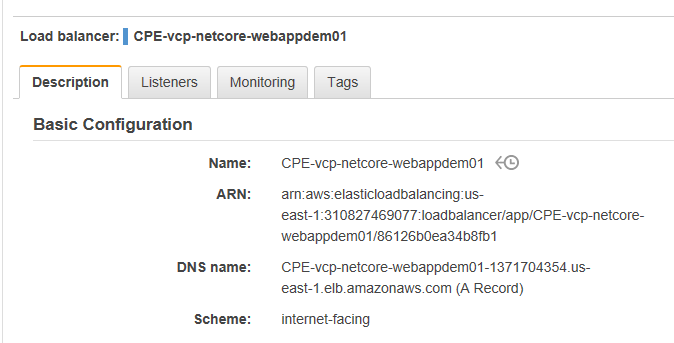 Load balancer: CPE-vcp-netcore-webappdem01
Description Listeners Monitoring Tags
Basic Configuration
Name: CPE-vcp-netcore-webappdem01
ARN: arn:aws:elasticloadbalancing:us-
east-1:310827469077:loadbalancer/app/CPE-vcp-netcore-
webappdem01/86126b0ea34b8fb1
DNS name: CPE-vcp-netcore-webappdem01-1371704354.us-
east-1.elb.amazonaws.com (A Record)
Scheme: internet-facing